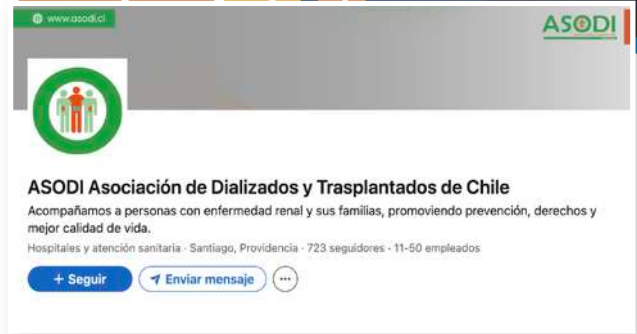 www.asodi.cl
ASODI
ASODI Asociación de Dializados y Trasplantados de Chile
Acompañamos a personas con enfermedad renal y sus familias, promoviendo prevención, derechos y
mejor calidad de vida.
Hospitales y atención sanitaria · Santiago, Providencia · 723 seguidores · 11-50 empleados
+ Seguir
Enviar mensaje